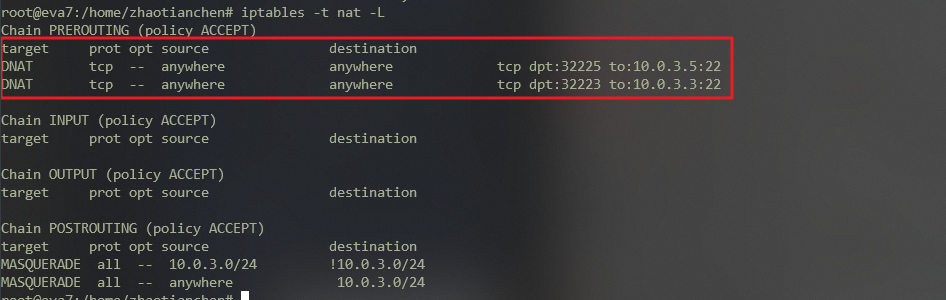 root@eva7:/home/zhaotianchen# iptables -t nat -L
Chain PREROUTING (policy ACCEPT)
target     prot opt source               destination
DNAT       tcp  --  anywhere             anywhere             tcp dpt:32225 to:10.0.3.5:22
DNAT       tcp  --  anywhere             anywhere             tcp dpt:32223 to:10.0.3.3:22
Chain INPUT (policy ACCEPT)
target     prot opt source               destination
Chain OUTPUT (policy ACCEPT)
target     prot opt source               destination
Chain POSTROUTING (policy ACCEPT)
target     prot opt source               destination
MASQUERADE  all  --  10.0.3.0/24         !10.0.3.0/24
MASQUERADE  all  --  anywhere             10.0.3.0/24
root@eva7:/home/zhaotianchen#